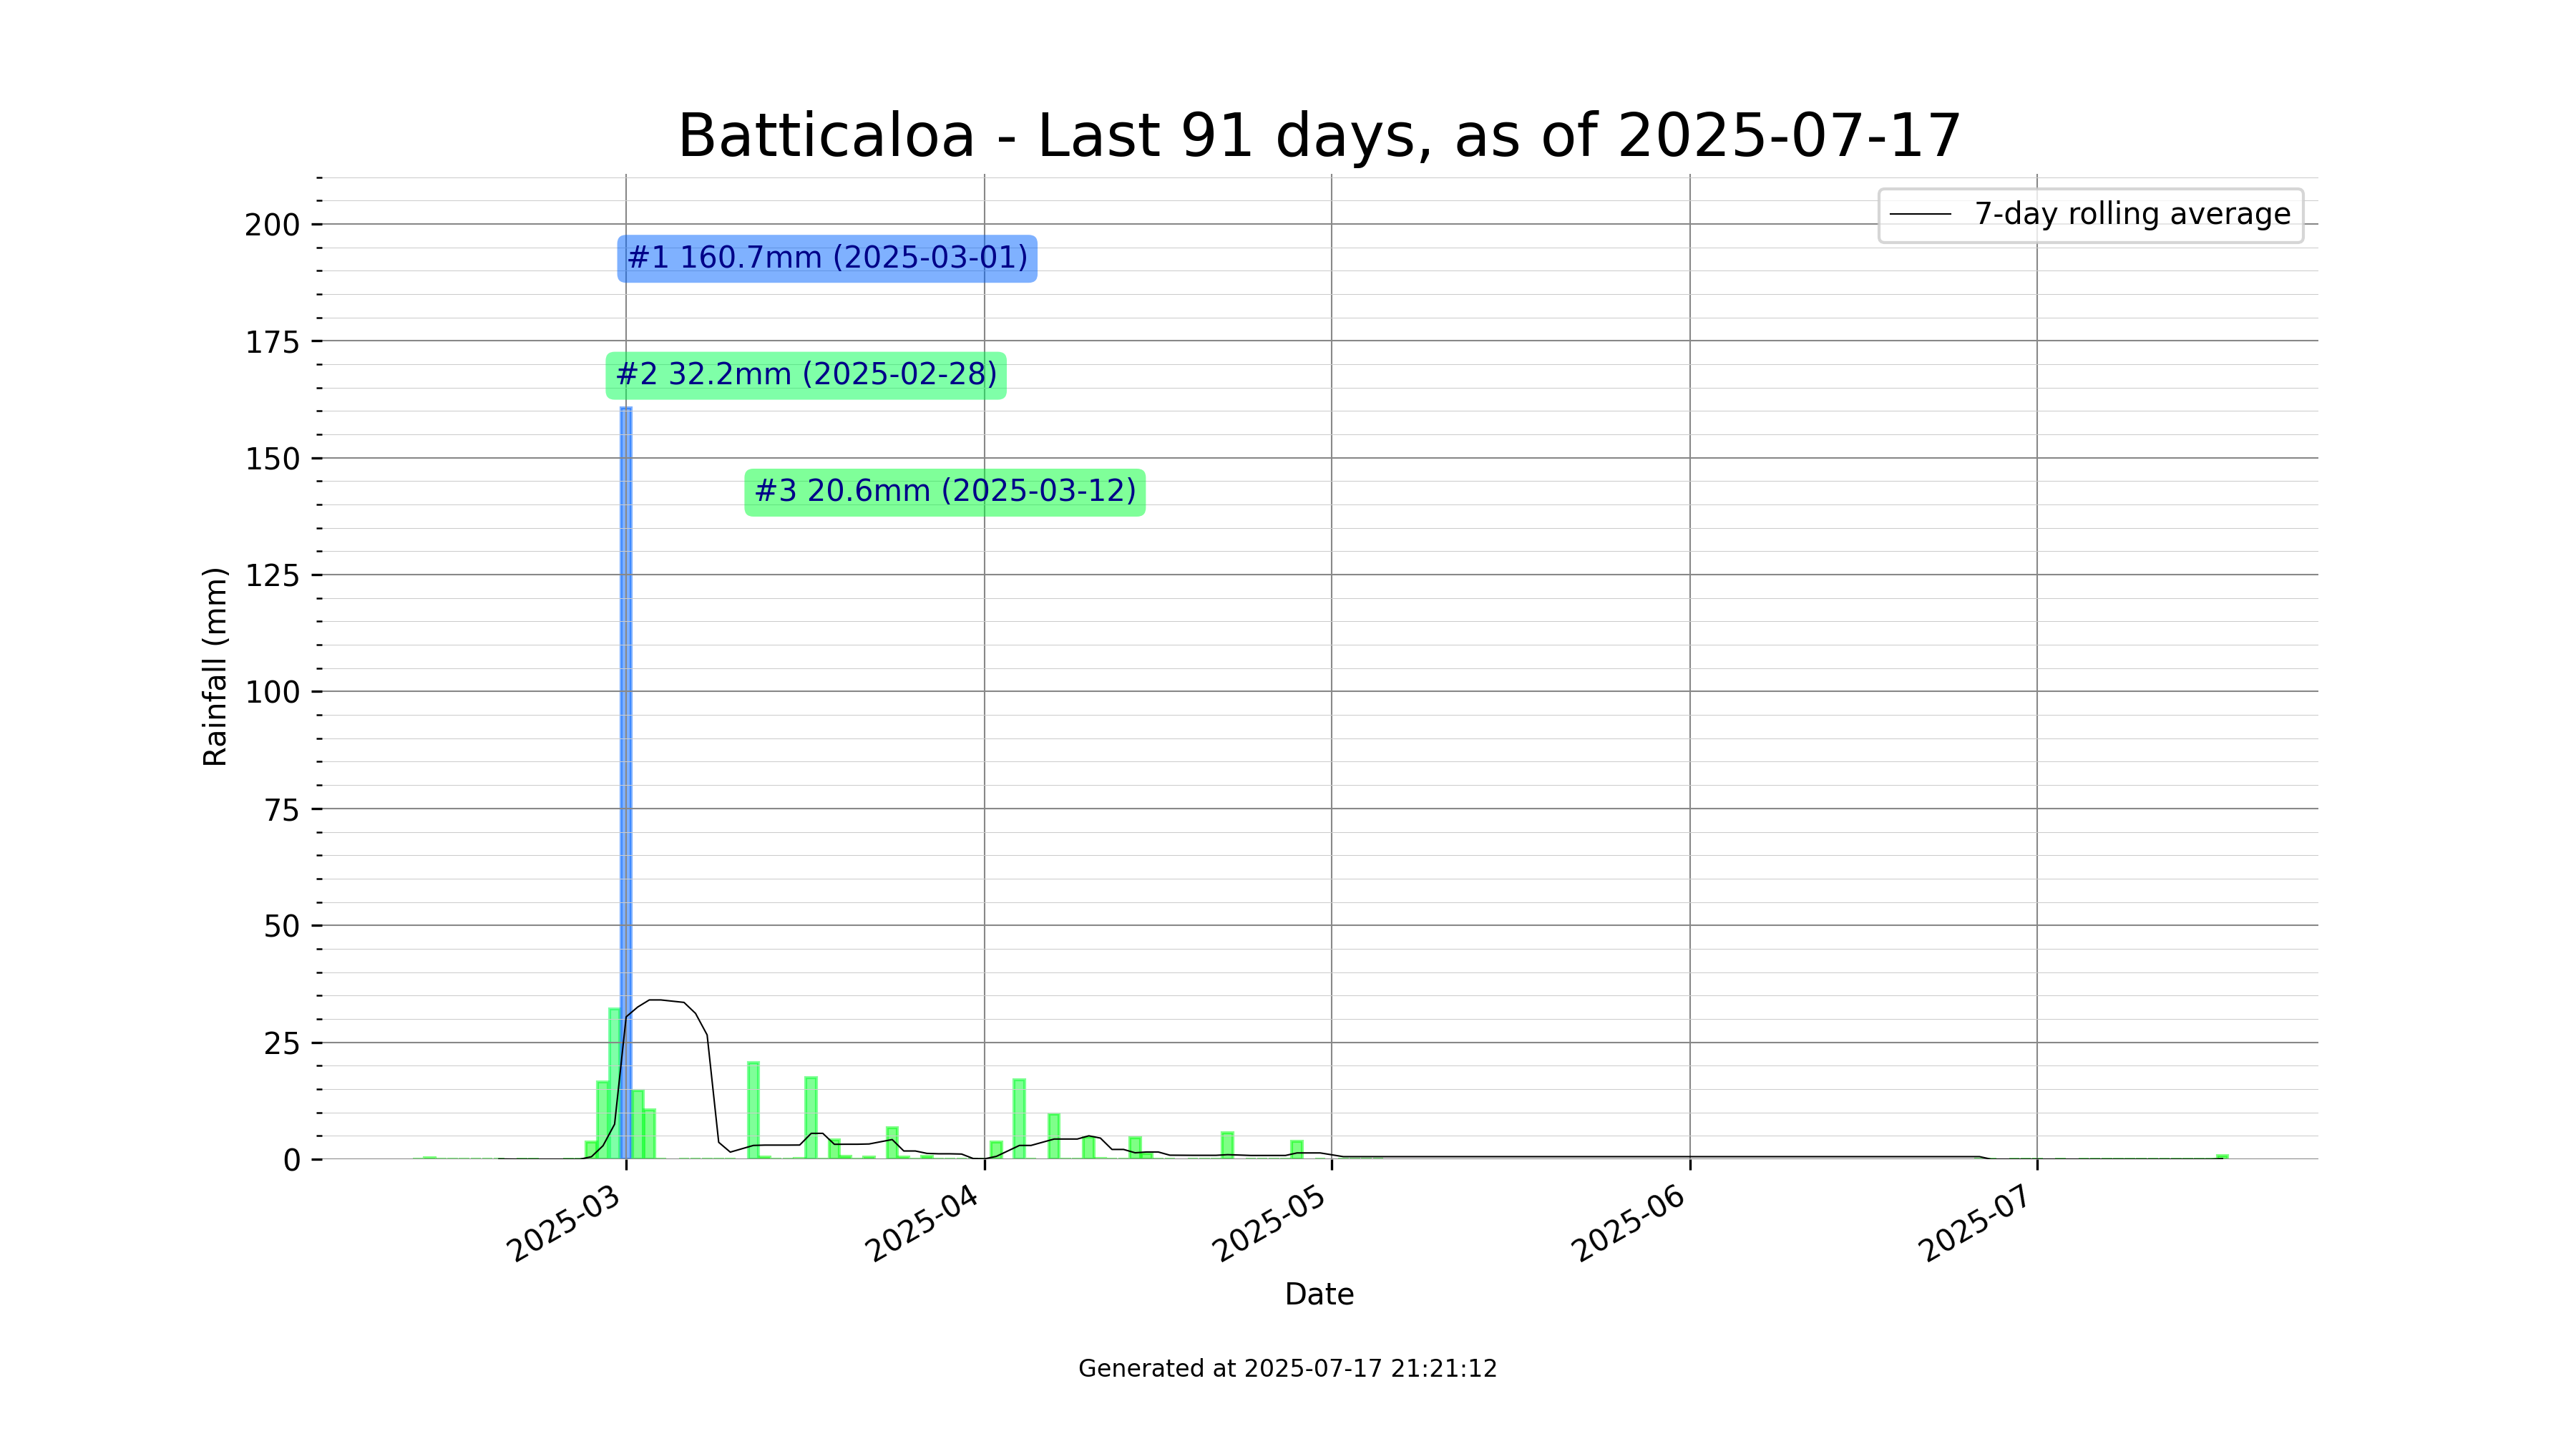 Batticaloa - Last 91 days, as of 2025-07-17
7-day rolling average
200
175
150
125
100
75
50
25
0
Rainfall (mm)
#1 160.7mm (2025-03-01)
#2 32.2mm (2025-02-28)
#3 20.6mm (2025-03-12)
2025-03
2025-04
2025-05
2025-06
2025-07
Date
Generated at 2025-07-17 21:21:12